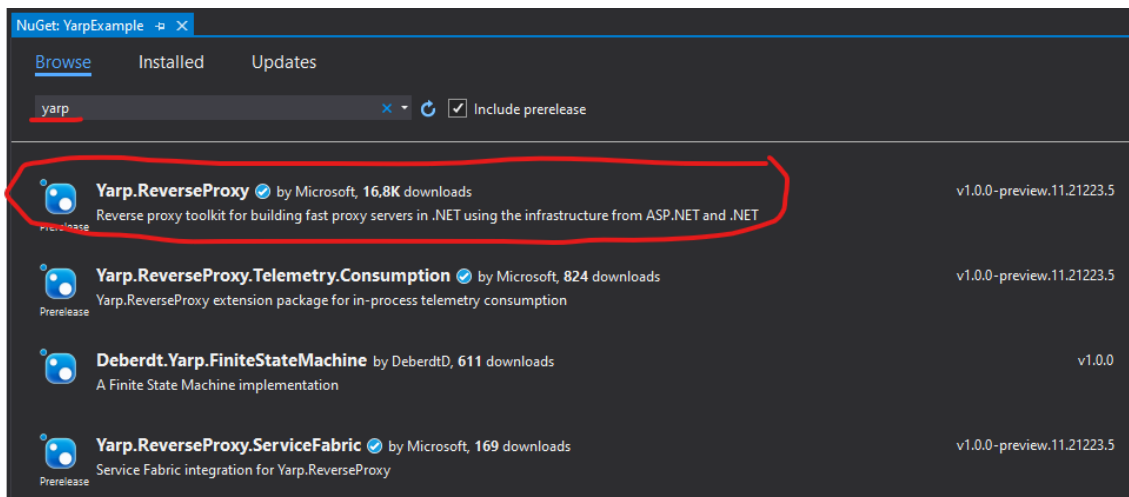 NuGet: YarpExample
Browse Installed Updates
yarp Include prerelease
Yarp.ReverseProxy by Microsoft, 16,8K downloads v1.0.0-preview.11.21223.5
Reverse proxy toolkit for building fast proxy servers in .NET using the infrastructure from ASP.NET and .NET
Prerelease
Yarp.ReverseProxy.Telemetry.Consumption by Microsoft, 824 downloads v1.0.0-preview.11.21223.5
Yarp.ReverseProxy extension package for in-process telemetry consumption
Prerelease
Deberdt.Yarp.FiniteStateMachine by DeberdtD, 611 downloads v1.0.0
A Finite State Machine implementation
Yarp.ReverseProxy.ServiceFabric by Microsoft, 169 downloads v1.0.0-preview.11.21223.5
Service Fabric integration for Yarp.ReverseProxy
Prerelease